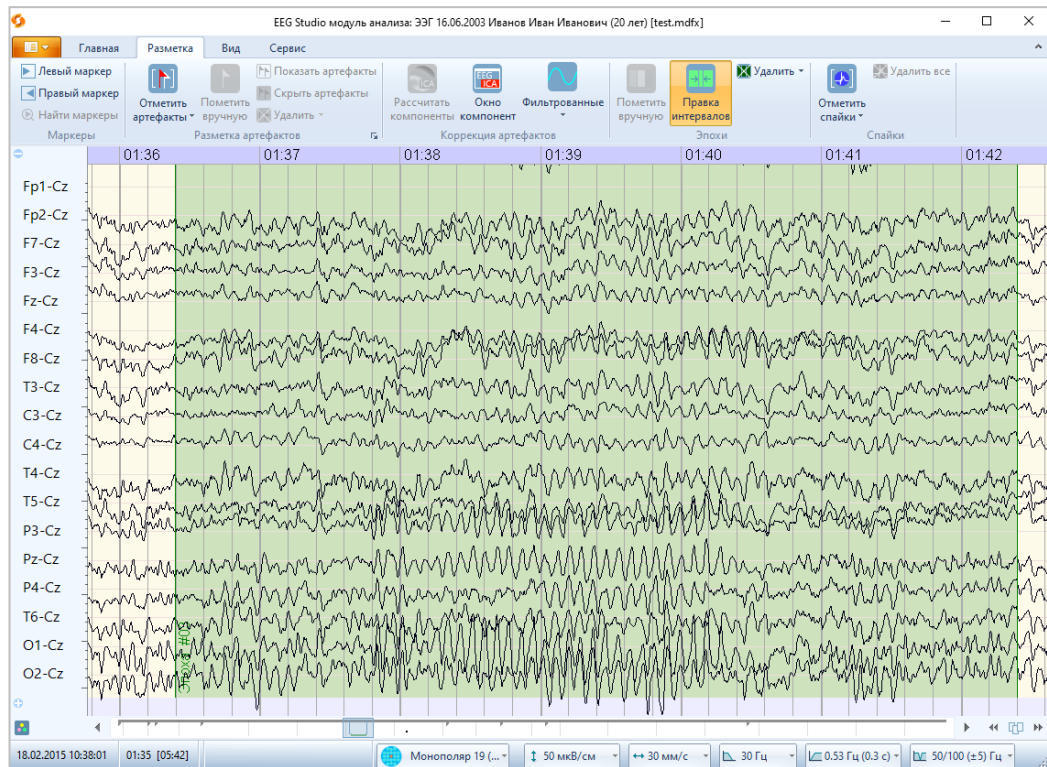 EEG Studio модуль анализа: ЭЭГ 16.06.2003 Иванов Иван Иванович (20 лет) [test.mdfx]
Главная Разметка Вид Сервис
Левый маркер
Правый маркер
Найти маркеры
Маркеры
Отметить артефакты
Пометить вручную
Показать артефакты
Скрыть артефакты
Удалить
Разметка артефактов
Рассчитать компоненты
EEG ICA
Окно компонент
Фильтрованные
Коррекция артефактов
Пометить вручную
Правка интервалов
Удалить
Эпохи
Отметить спайки
Удалить все
Спайки
01:36 01:37 01:38 01:39 01:40 01:41 01:42
Fp1-Cz
Fp2-Cz
F7-Cz
F3-Cz
Fz-Cz
F4-Cz
F8-Cz
T3-Cz
C3-Cz
C4-Cz
T4-Cz
T5-Cz
P3-Cz
Pz-Cz
P4-Cz
T6-Cz
O1-Cz
O2-Cz
18.02.2015 10:38:01 01:35 [05:42] Монополяр 19 (... 50 мкВ/см 30 мм/с 30 Гц 0.53 Гц (0.3 с) 50/100 (±5) Гц